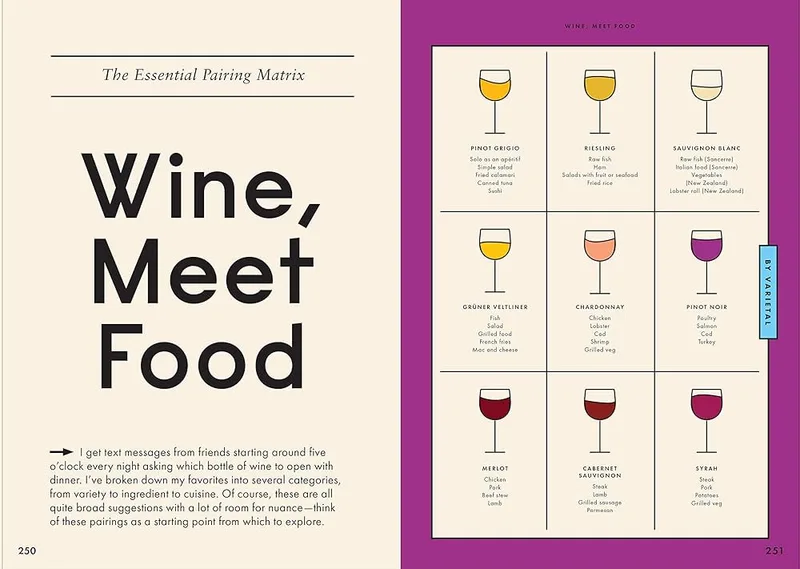 The Essential Pairing Matrix
Wine,
Meet
Food
I get text messages from friends starting around five
o'clock every night asking which bottle of wine to open with
dinner. I've broken down my favorites into several categories,
from variety to ingredient to cuisine. Of course, these are all
quite broad suggestions with a lot of room for nuance—think
of these pairings as a starting point from which to explore.
250
WINE, MEET FOOD
PINOT GRIGIO
Solo as an apéritif
Simple salad
Fried calamari
Canned tuna
Sushi
RIESLING
Raw fish
Ham
Salads with fruit or seafood
Fried rice
SAUVIGNON BLANC
Raw fish (Sancerre)
Italian food (Sancerre)
Vegetables
(New Zealand)
Lobster roll (New Zealand)
GRÜNER VELTLINER
Fish
Salad
Grilled food
French fries
Mac and cheese
CHARDONNAY
Chicken
Lobster
Cod
Shrimp
Grilled veg
PINOT NOIR
Poultry
Salmon
Cod
Turkey
MERLOT
Chicken
Pork
Beef stew
Lamb
CABERNET
SAUVIGNON
Steak
Lamb
Grilled sausage
Parmesan
SYRAH
Steak
Pork
Potatoes
Grilled veg
BY VARIETAL
251